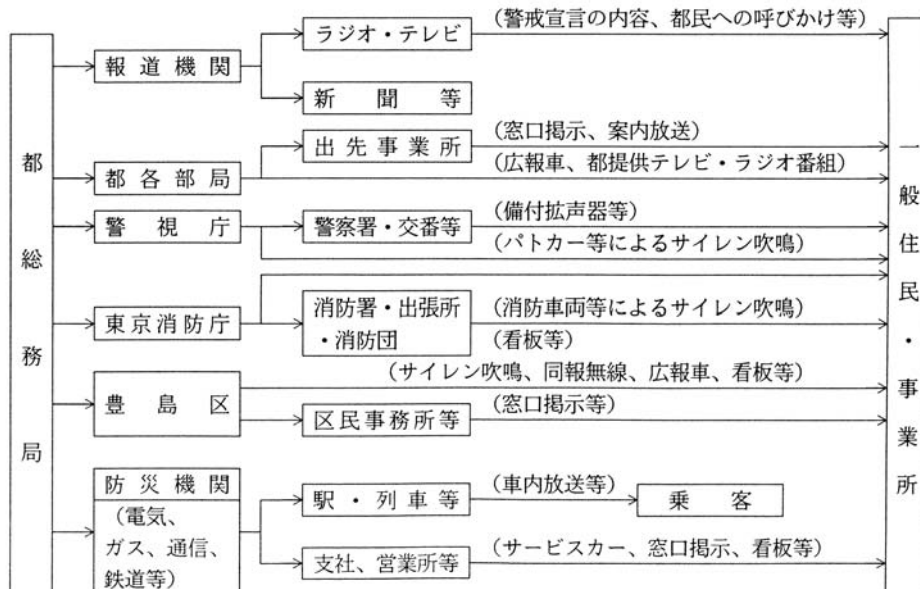 都総務局
報道機関
ラジオ・テレビ
(警戒宣言の内容、都民への呼びかけ等)
新聞等
都各部局
出先事業所
(窓口掲示、案内放送)
(広報車、都提供テレビ・ラジオ番組)
警視庁
警察署・交番等
(備付拡声器等)
(パトカー等によるサイレン吹鳴)
東京消防庁
消防署・出張所
・消防団
(消防車両等によるサイレン吹鳴)
(看板等)
豊島区
(サイレン吹鳴、同報無線、広報車、看板等)
区民事務所等
(窓口掲示等)
防災機関
(電気、
ガス、通信、
鉄道等)
駅・列車等
(車内放送等)
乗客
支社、営業所等
(サービスカー、窓口掲示、看板等)
一般住民・事業所